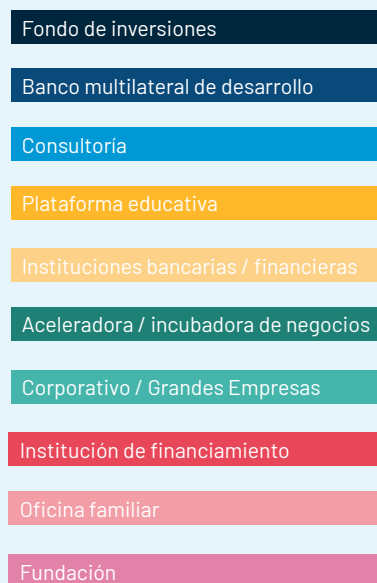 Fondo de inversiones
Banco multilateral de desarrollo
Consultoría
Plataforma educativa
Instituciones bancarias / financieras
Aceleradora / incubadora de negocios
Corporativo / Grandes Empresas
Institución de financiamiento
Oficina familiar
Fundación